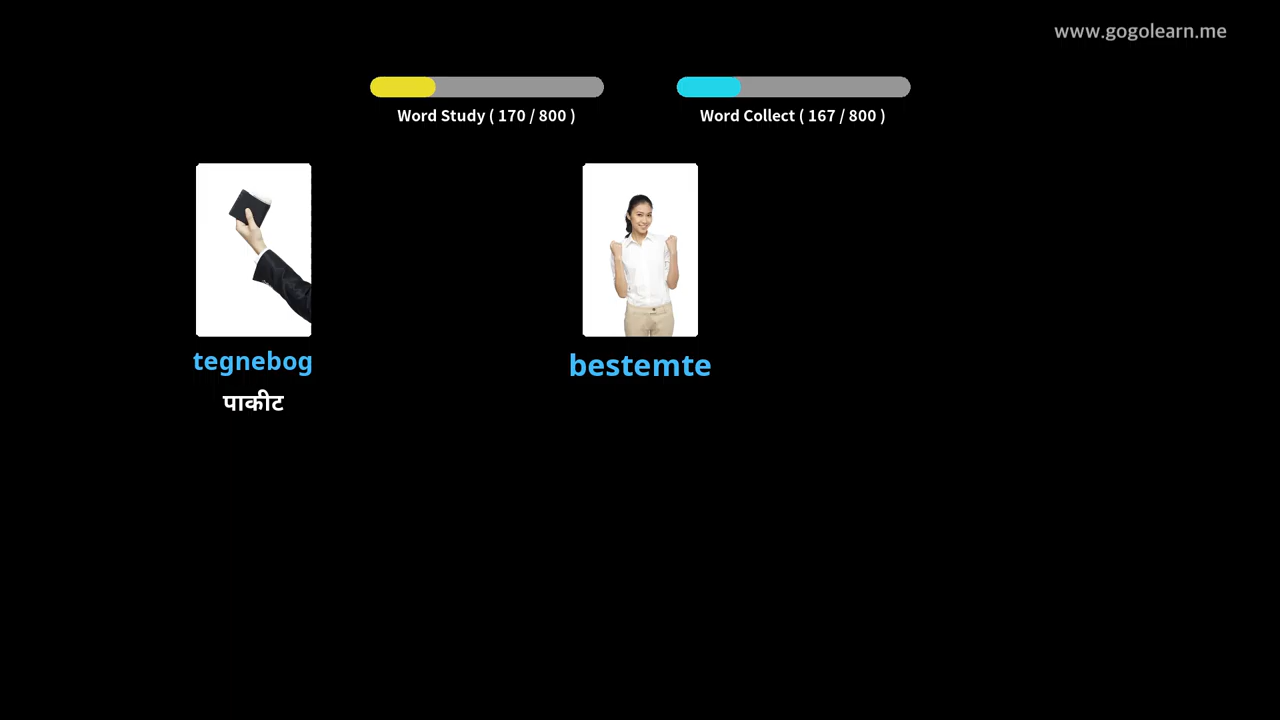 www.gogolearn.me
Word Study ( 170 / 800 )
Word Collect ( 167 / 800 )
tegnebog
bestemte
पाकीट